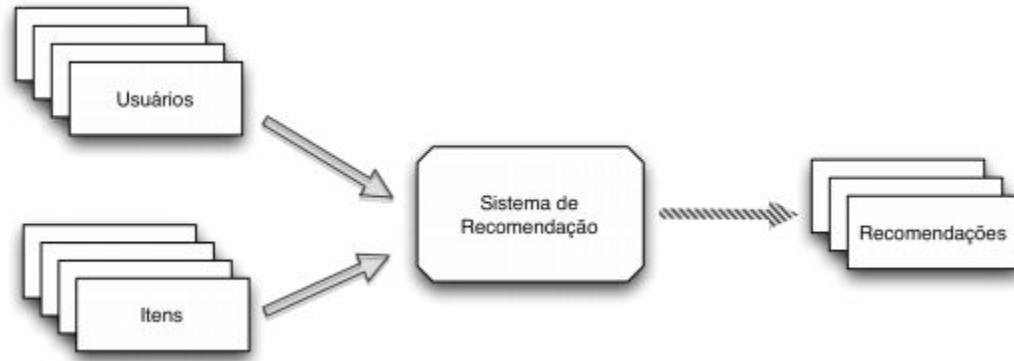 Usuários
Itens
Sistema de
Recomendação
Recomendações